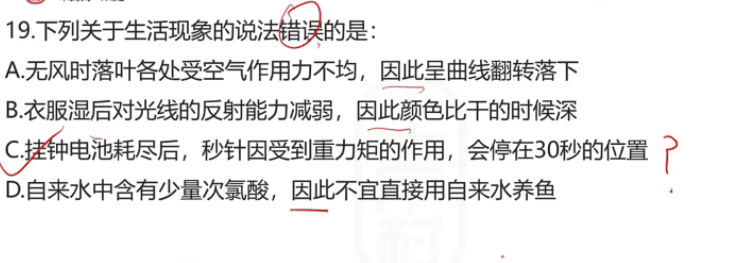 19.下列关于生活现象的说法错误的是：
A.无风时落叶各处受空气作用力不均，因此呈曲线翻转落下
B.衣服湿后对光线的反射能力减弱，因此颜色比干的时候深
C.挂钟电池耗尽后，秒针因受到重力矩的作用，会停在30秒的位置
?
D.自来水中含有少量次氯酸，因此不宜直接用自来水养鱼